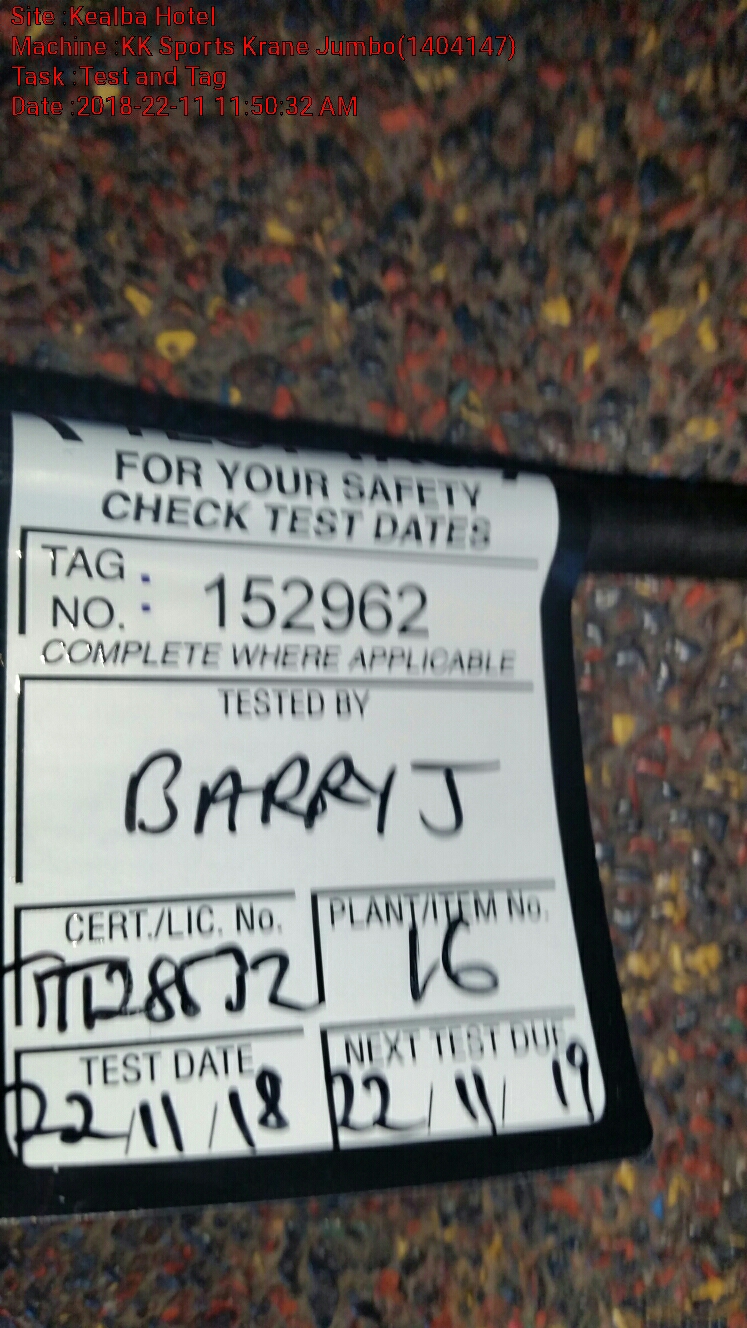 Site :Kealba Hotel
Machine :KK Sports Krane Jumbo(1404147)
Task :Test and Tag
Date :2018-22-11 11:50:32 AM
FOR YOUR SAFETY
CHECK TEST DATES
TAG
NO. : 152962
COMPLETE WHERE APPLICABLE
TESTED BY
BARRY J
CERT./LIC. No. PLANT/ITEM No.
16
TEST DATE NEXT TEST DUE
22/11/18 22/11/19